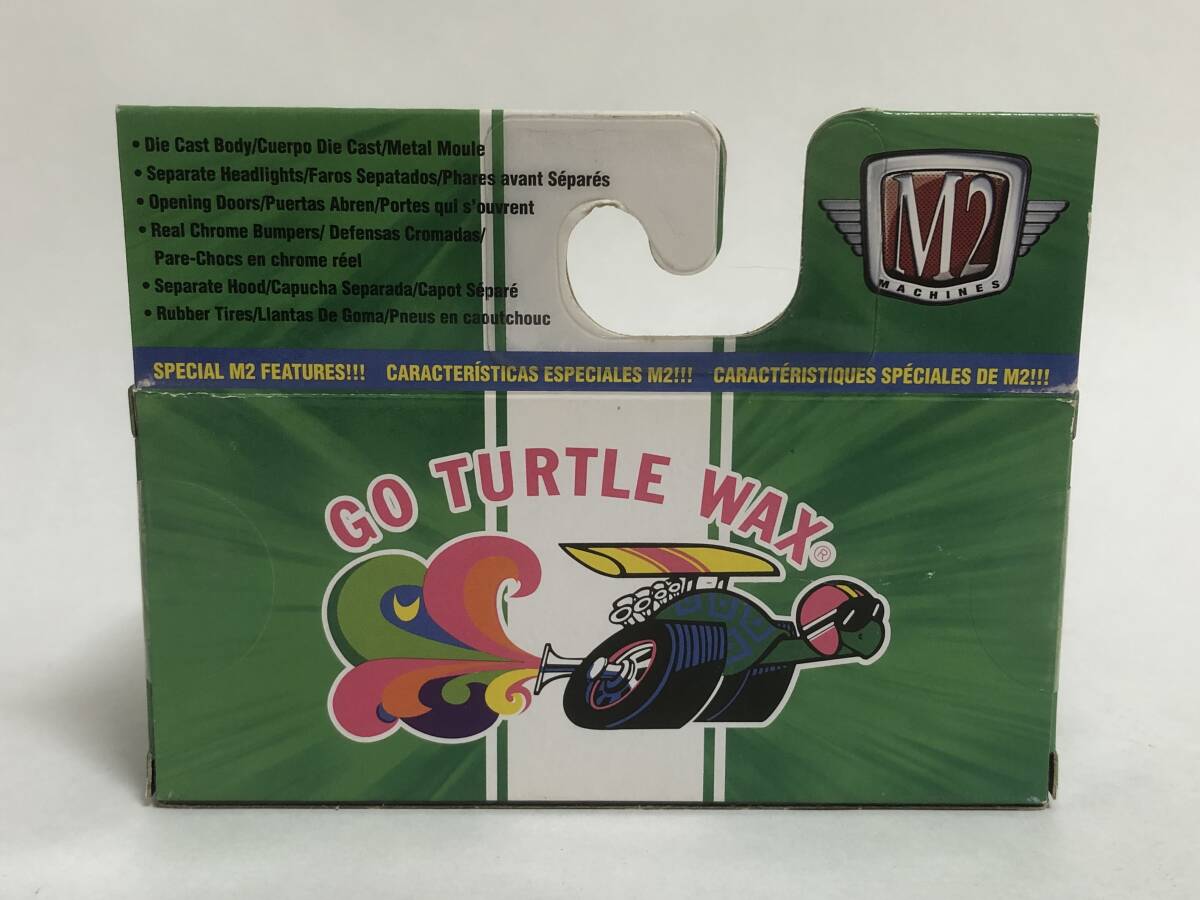 • Die Cast Body/Cuerpo Die Cast/Metal Moule
• Separate Headlights/Faros Sepatados/Phares avant Séparés
• Opening Doors/Puertas Abren/Portes qui s'ouvrent
• Real Chrome Bumpers/ Defensas Cromadas/
Pare-Chocs en chrome réel
• Separate Hood/Capucha Separada/Capot Séparé
• Rubber Tires/Llantas De Goma/Pneus en caoutchouc
M2
MACHINES
SPECIAL M2 FEATURES!!! CARACTERÍSTICAS ESPECIALES M2!!! CARACTÉRISTIQUES SPÉCIALES DE M2!!!
GO TURTLE WAX®